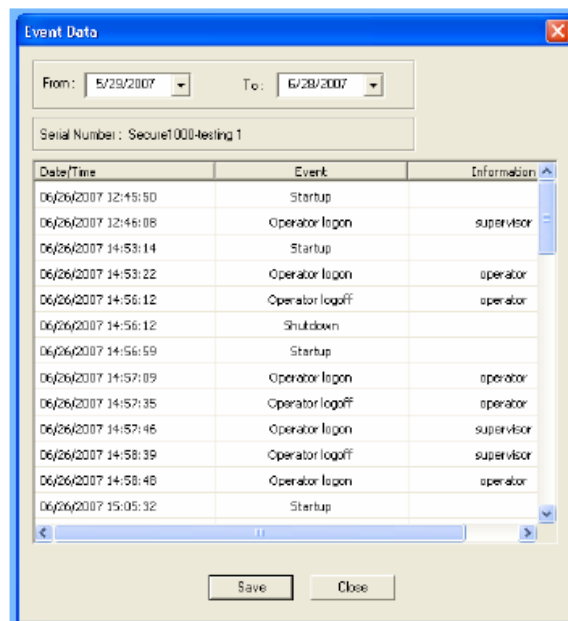 Event Data
From : 5/29/2007 To : 6/28/2007
Serial Number : Secure1000-testing 1
Date/Time Event Information
06/26/2007 12:45:50 Startup
06/26/2007 12:46:08 Operator logon supervisor
06/26/2007 14:53:14 Startup
06/26/2007 14:53:22 Operator logon operator
06/26/2007 14:56:12 Operator logoff operator
06/26/2007 14:56:12 Shutdown
06/26/2007 14:56:59 Startup
06/26/2007 14:57:09 Operator logon operator
06/26/2007 14:57:35 Operator logoff operator
06/26/2007 14:57:46 Operator logon supervisor
06/26/2007 14:58:39 Operator logoff supervisor
06/26/2007 14:58:48 Operator logon operator
06/26/2007 15:05:32 Startup
Save Close